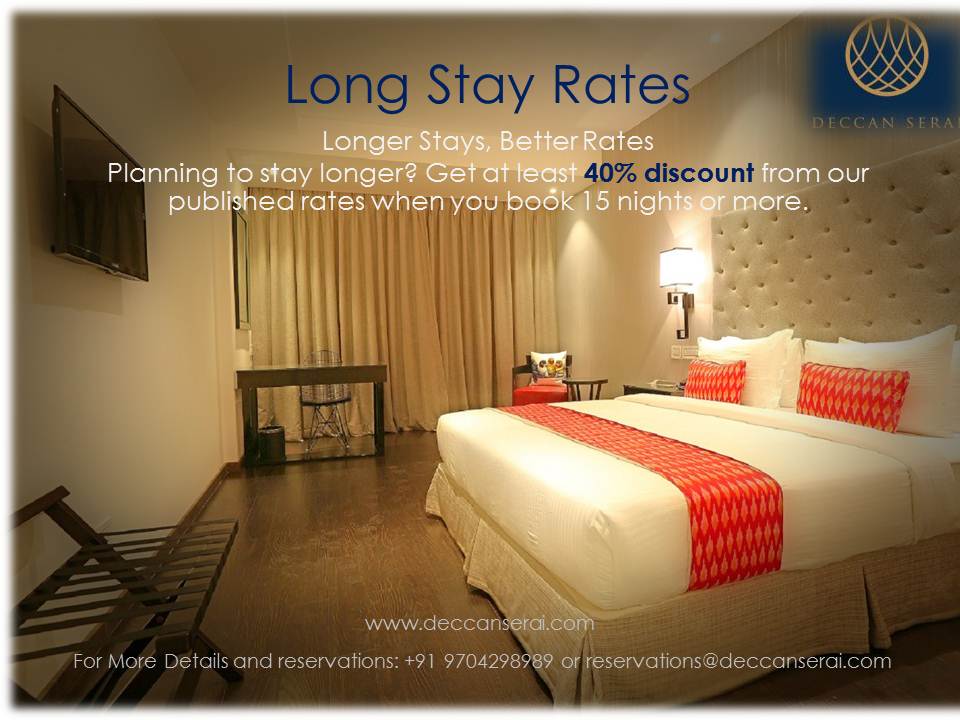 DECCAN SERAI
Long Stay Rates
Longer Stays, Better Rates
Planning to stay longer? Get at least 40% discount from our
published rates when you book 15 nights or more.
www.deccanserai.com
For More Details and reservations: +91 9704298989 or reservations@deccanserai.com